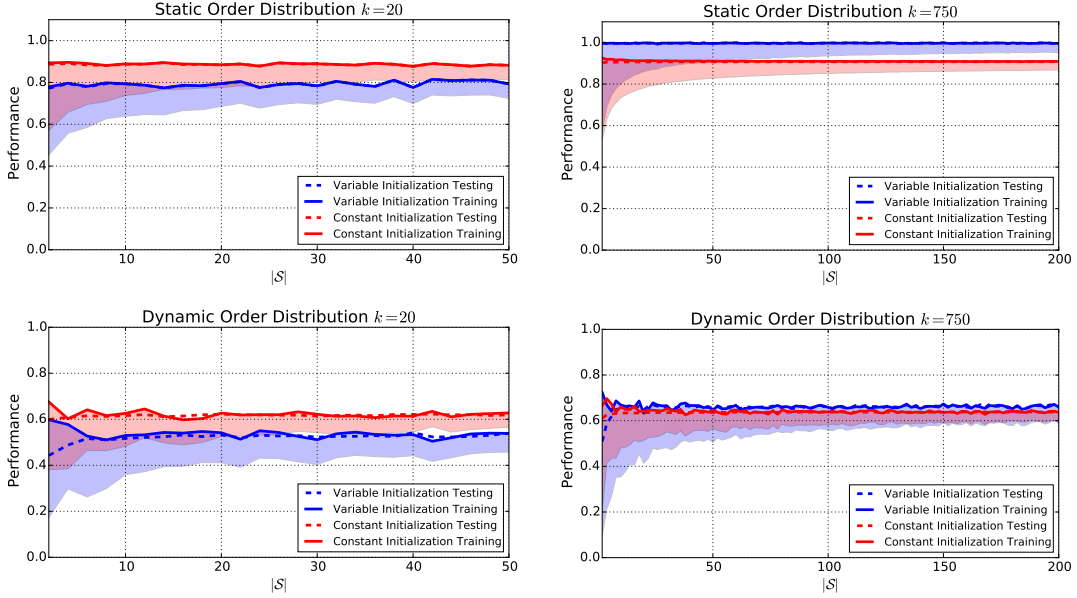 Static Order Distribution k=20
Performance
1.0
0.8
0.6
0.4
0.2
0.0
10
20
30
40
50
|S|
Variable Initialization Testing
Variable Initialization Training
Constant Initialization Testing
Constant Initialization Training
Static Order Distribution k=750
Performance
1.0
0.8
0.6
0.4
0.2
0.0
50
100
150
200
|S|
Variable Initialization Testing
Variable Initialization Training
Constant Initialization Testing
Constant Initialization Training
Dynamic Order Distribution k=20
Performance
1.0
0.8
0.6
0.4
0.2
0.0
10
20
30
40
50
|S|
Variable Initialization Testing
Variable Initialization Training
Constant Initialization Testing
Constant Initialization Training
Dynamic Order Distribution k=750
Performance
1.0
0.8
0.6
0.4
0.2
0.0
50
100
150
200
|S|
Variable Initialization Testing
Variable Initialization Training
Constant Initialization Testing
Constant Initialization Training